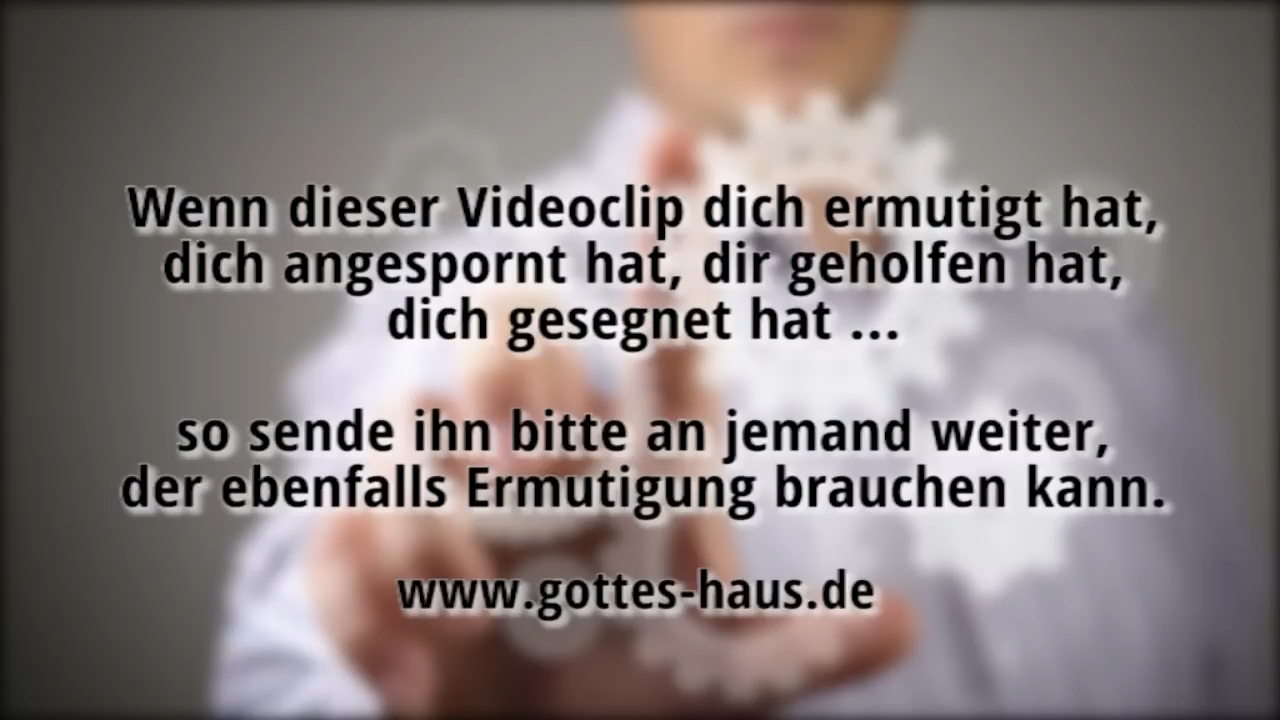 Wenn dieser Videoclip dich ermutigt hat,
dich angespornt hat, dir geholfen hat,
dich gesegnet hat ...
so sende ihn bitte an jemand weiter,
der ebenfalls Ermutigung brauchen kann.
www.gottes-haus.de